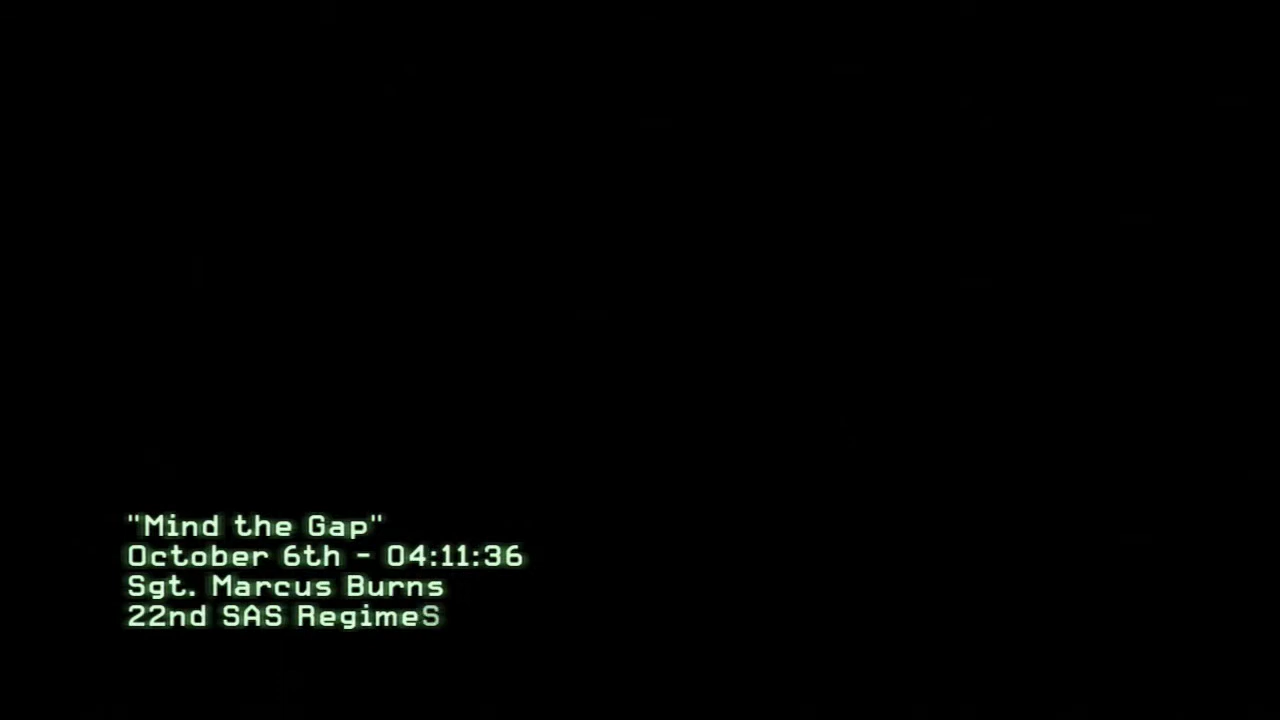 "Mind the Gap"
October 6th - 04:11:36
Sgt. Marcus Burns
22nd SAS RegimeS